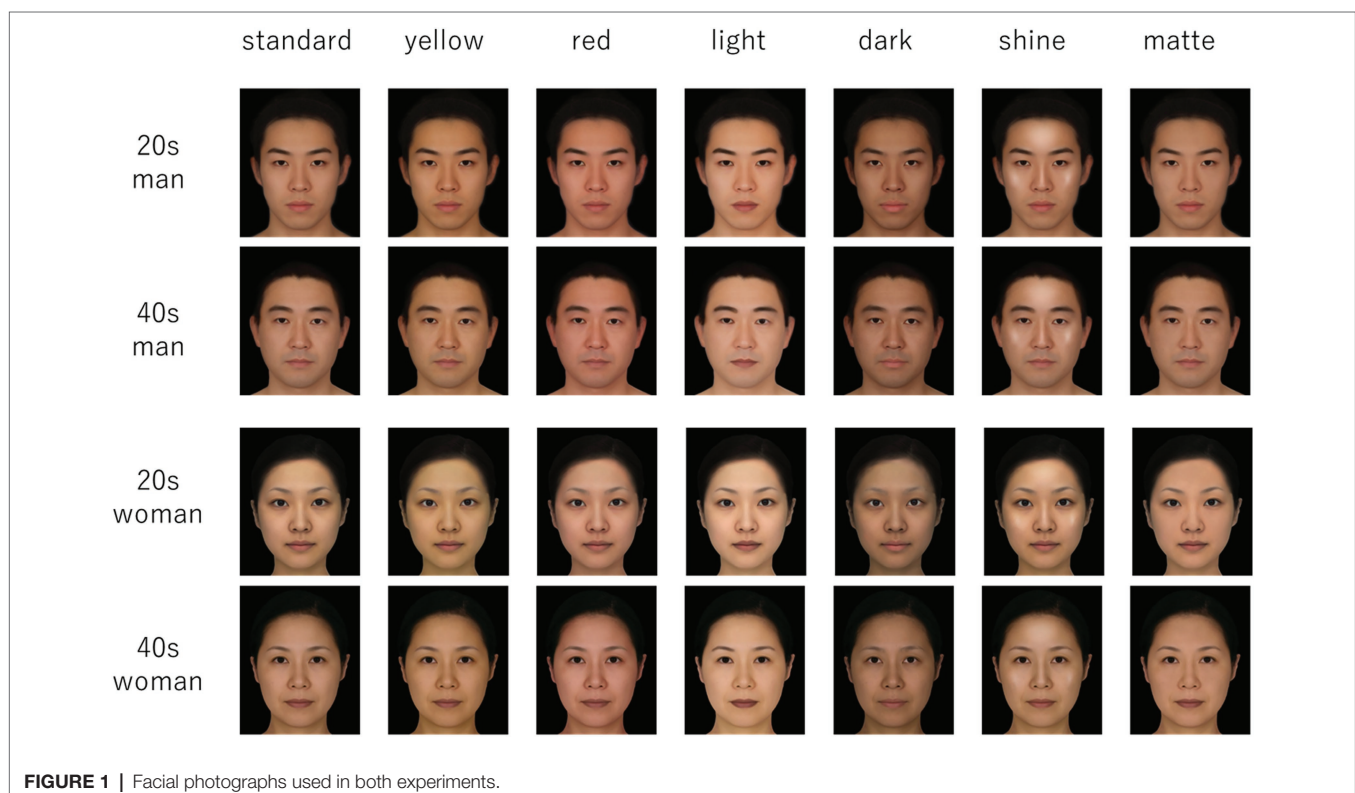 standard yellow red light dark shine matte
20s
man
40s
man
20s
woman
40s
woman
FIGURE 1 | Facial photographs used in both experiments.